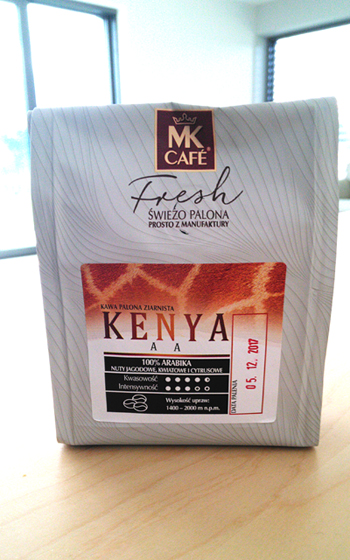 MK
CAFÉ®
Fresh
ŚWIEŻO PALONA
PROSTO Z MANUFAKTURY
KAWA PALONA ZIARNISTA
KENYA
AA
100% ARABIKA
NUTY JAGODOWE, KWIATOWE I CYTRUSOWE
Kwasowość
Intensywność
Wysokość upraw:
1400 - 2000 m n.p.m.
DATA PALENIA
05. 12. 2017